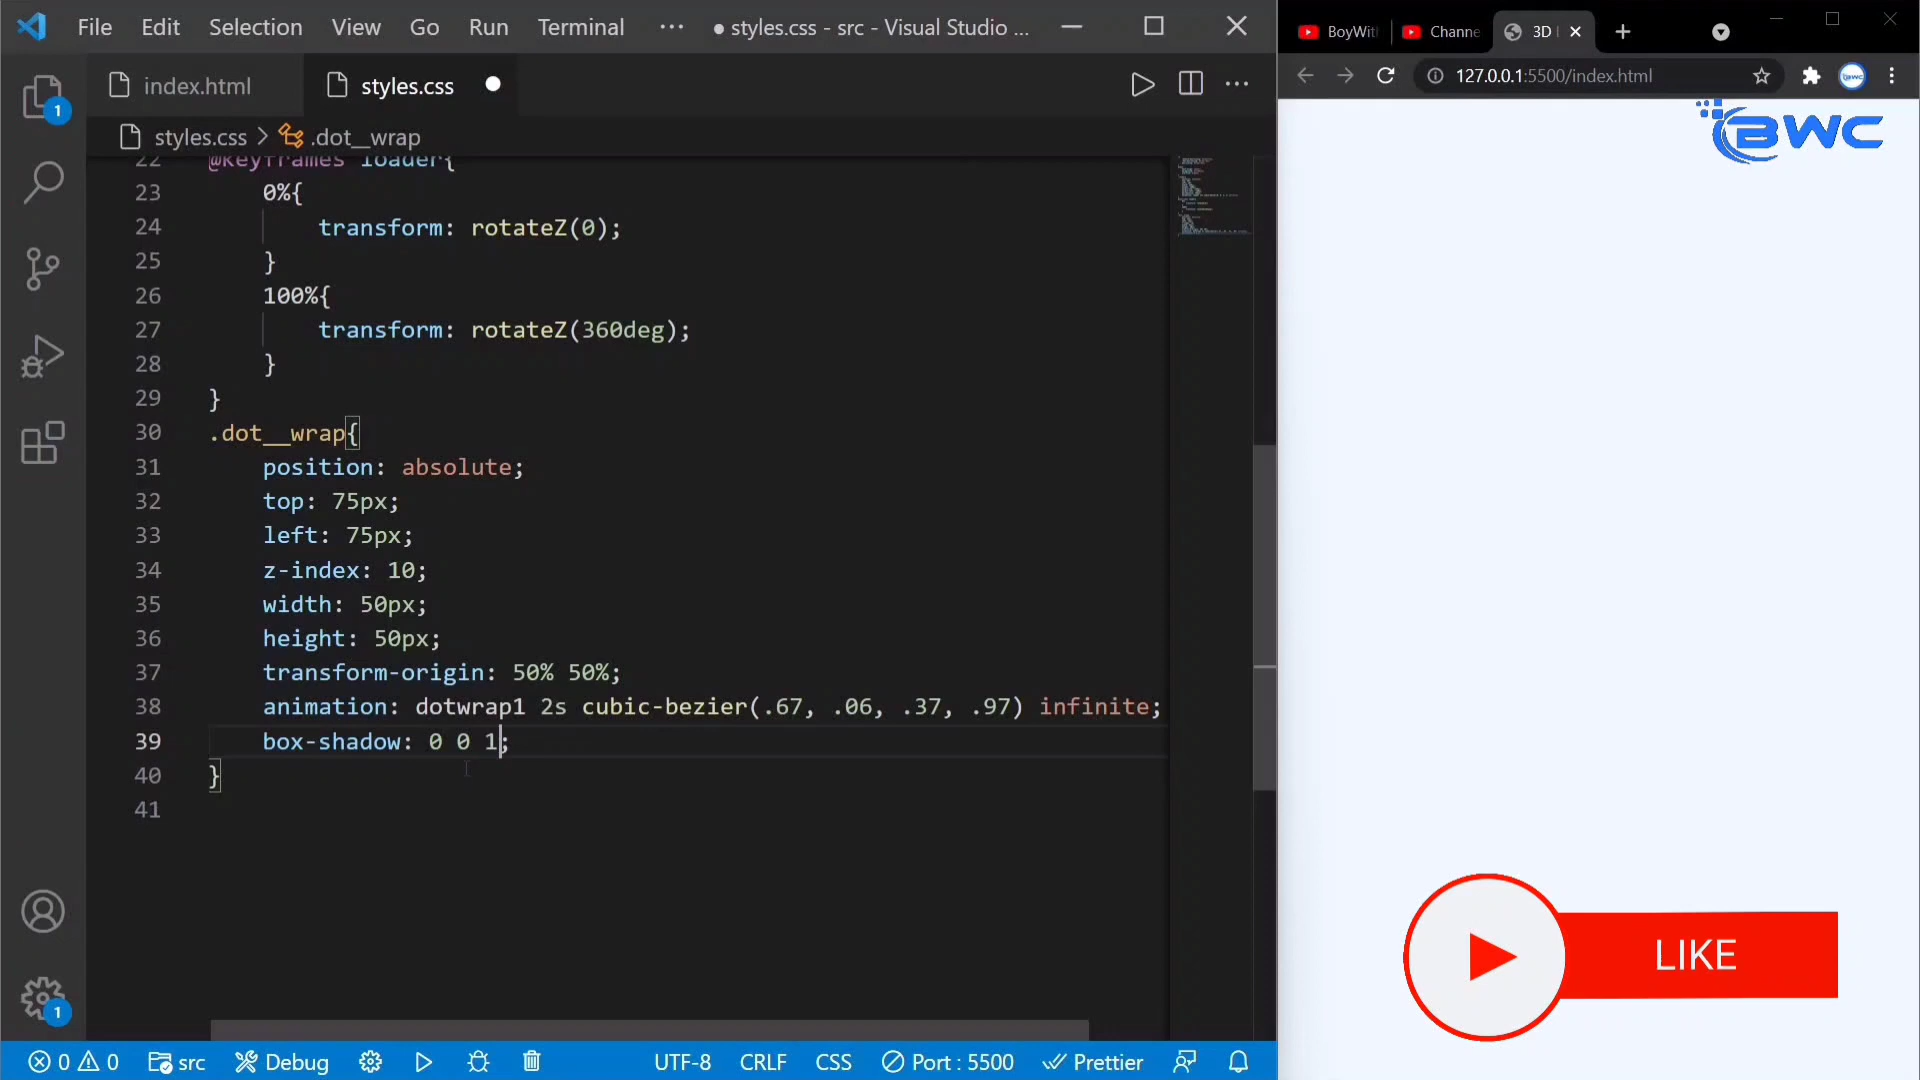 File Edit Selection View Go Run Terminal ··· ● styles.css - src - Visual Studio ...
index.html styles.css
styles.css > .dot__wrap
22 @keyframes loader{
23 0%{
24 transform: rotateZ(0);
25 }
26 100%{
27 transform: rotateZ(360deg);
28 }
29 }
30 .dot__wrap{
31 position: absolute;
32 top: 75px;
33 left: 75px;
34 z-index: 10;
35 width: 50px;
36 height: 50px;
37 transform-origin: 50% 50%;
38 animation: dotwrap1 2s cubic-bezier(.67, .06, .37, .97) infinite;
39 box-shadow: 0 0 1;
40 }
41
1
1
0 0 src Debug UTF-8 CRLF CSS Port : 5500 Prettier
BoyWit Channe 3D
127.0.0.1:5500/index.html
BWC
LIKE